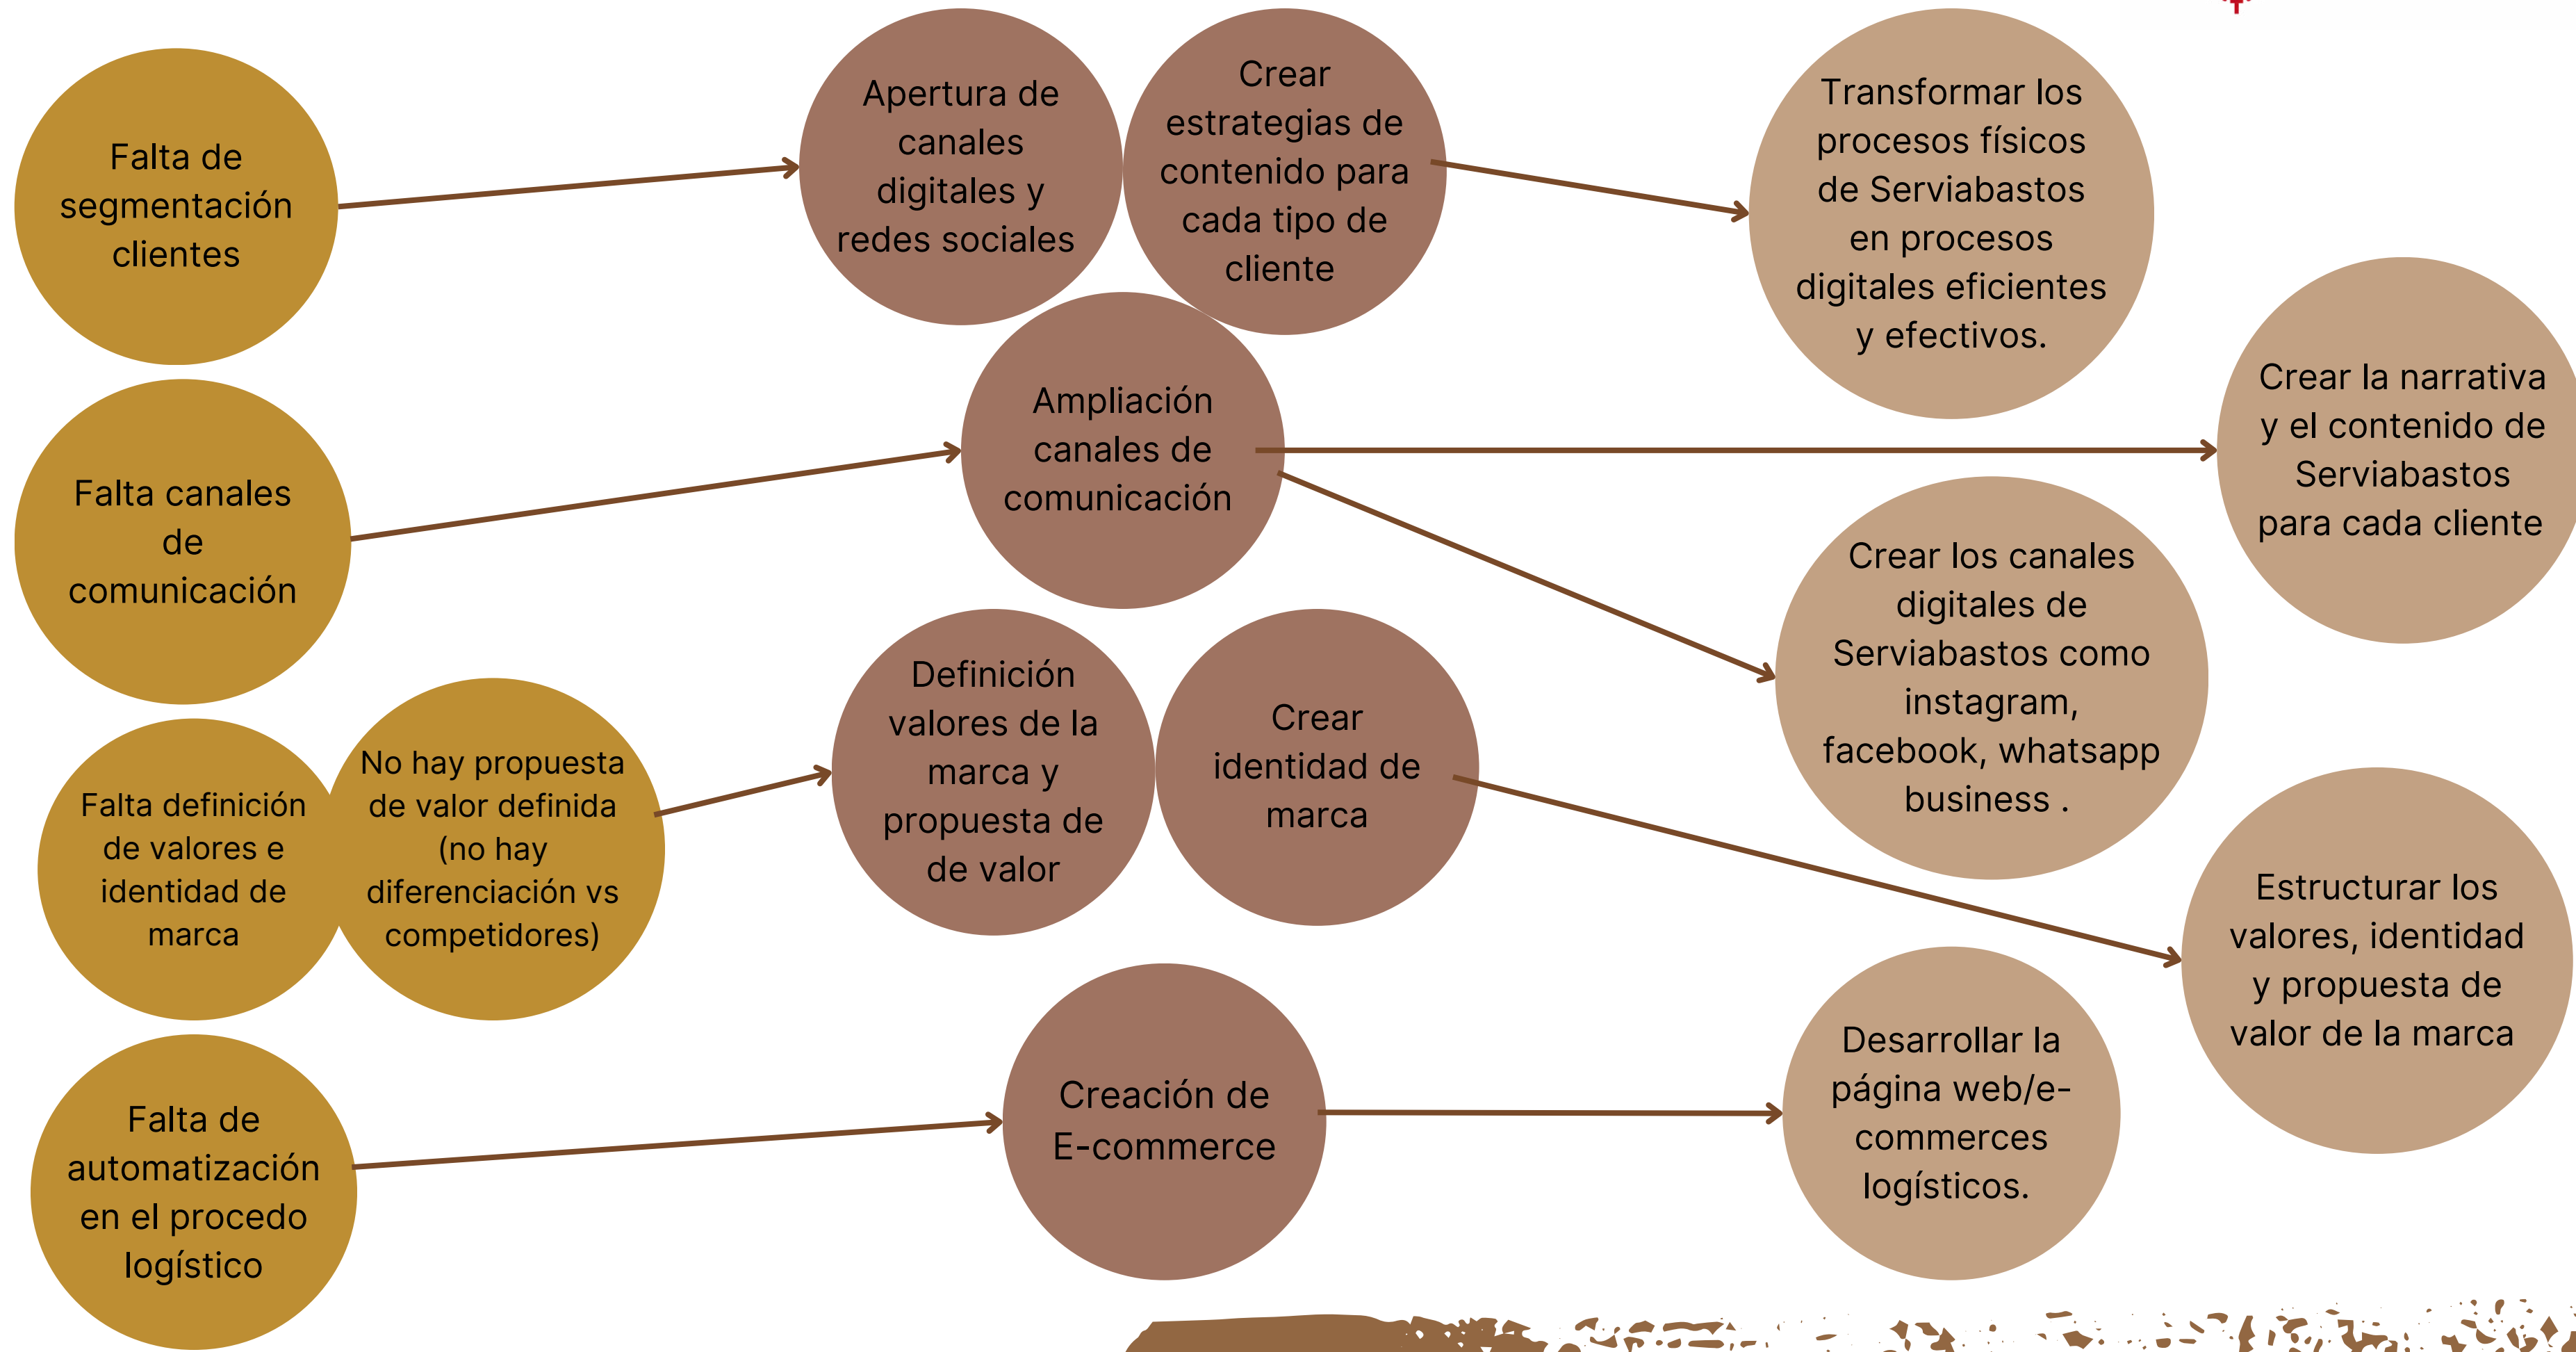 Falta de
segmentación
clientes
Apertura de
canales
digitales y
redes sociales
Crear
estrategias de
contenido para
cada tipo de
cliente
Transformar los
procesos físicos
de Serviabastos
en procesos
digitales eficientes
y efectivos.
Falta canales
de
comunicación
Ampliación
canales de
comunicación
Crear la narrativa
y el contenido de
Serviabastos
para cada cliente
Crear los canales
digitales de
Serviabastos como
instagram,
facebook, whatsapp
business .
Falta definición
de valores e
identidad de
marca
No hay propuesta
de valor definida
(no hay
diferenciación vs
competidores)
Definición
valores de la
marca y
propuesta de
de valor
Crear
identidad de
marca
Estructurar los
valores, identidad
y propuesta de
valor de la marca
Falta de
automatización
en el procedo
logístico
Creación de
E-commerce
Desarrollar la
página web/e-
commerces
logísticos.